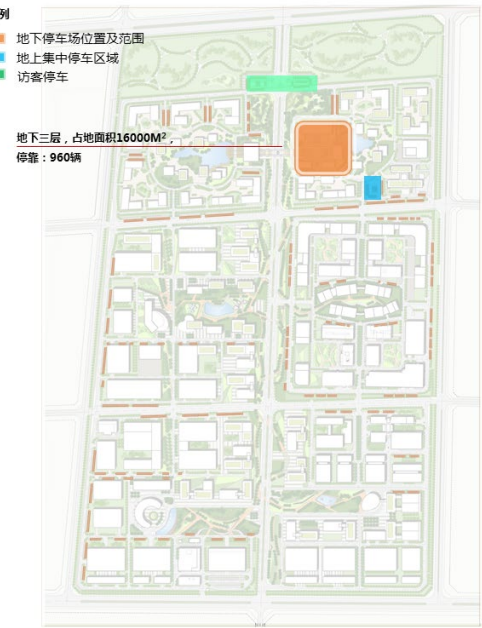 例
地下停车场位置及范围
地上集中停车区域
访客停车
地下三层，占地面积16000M²，
停靠：960辆